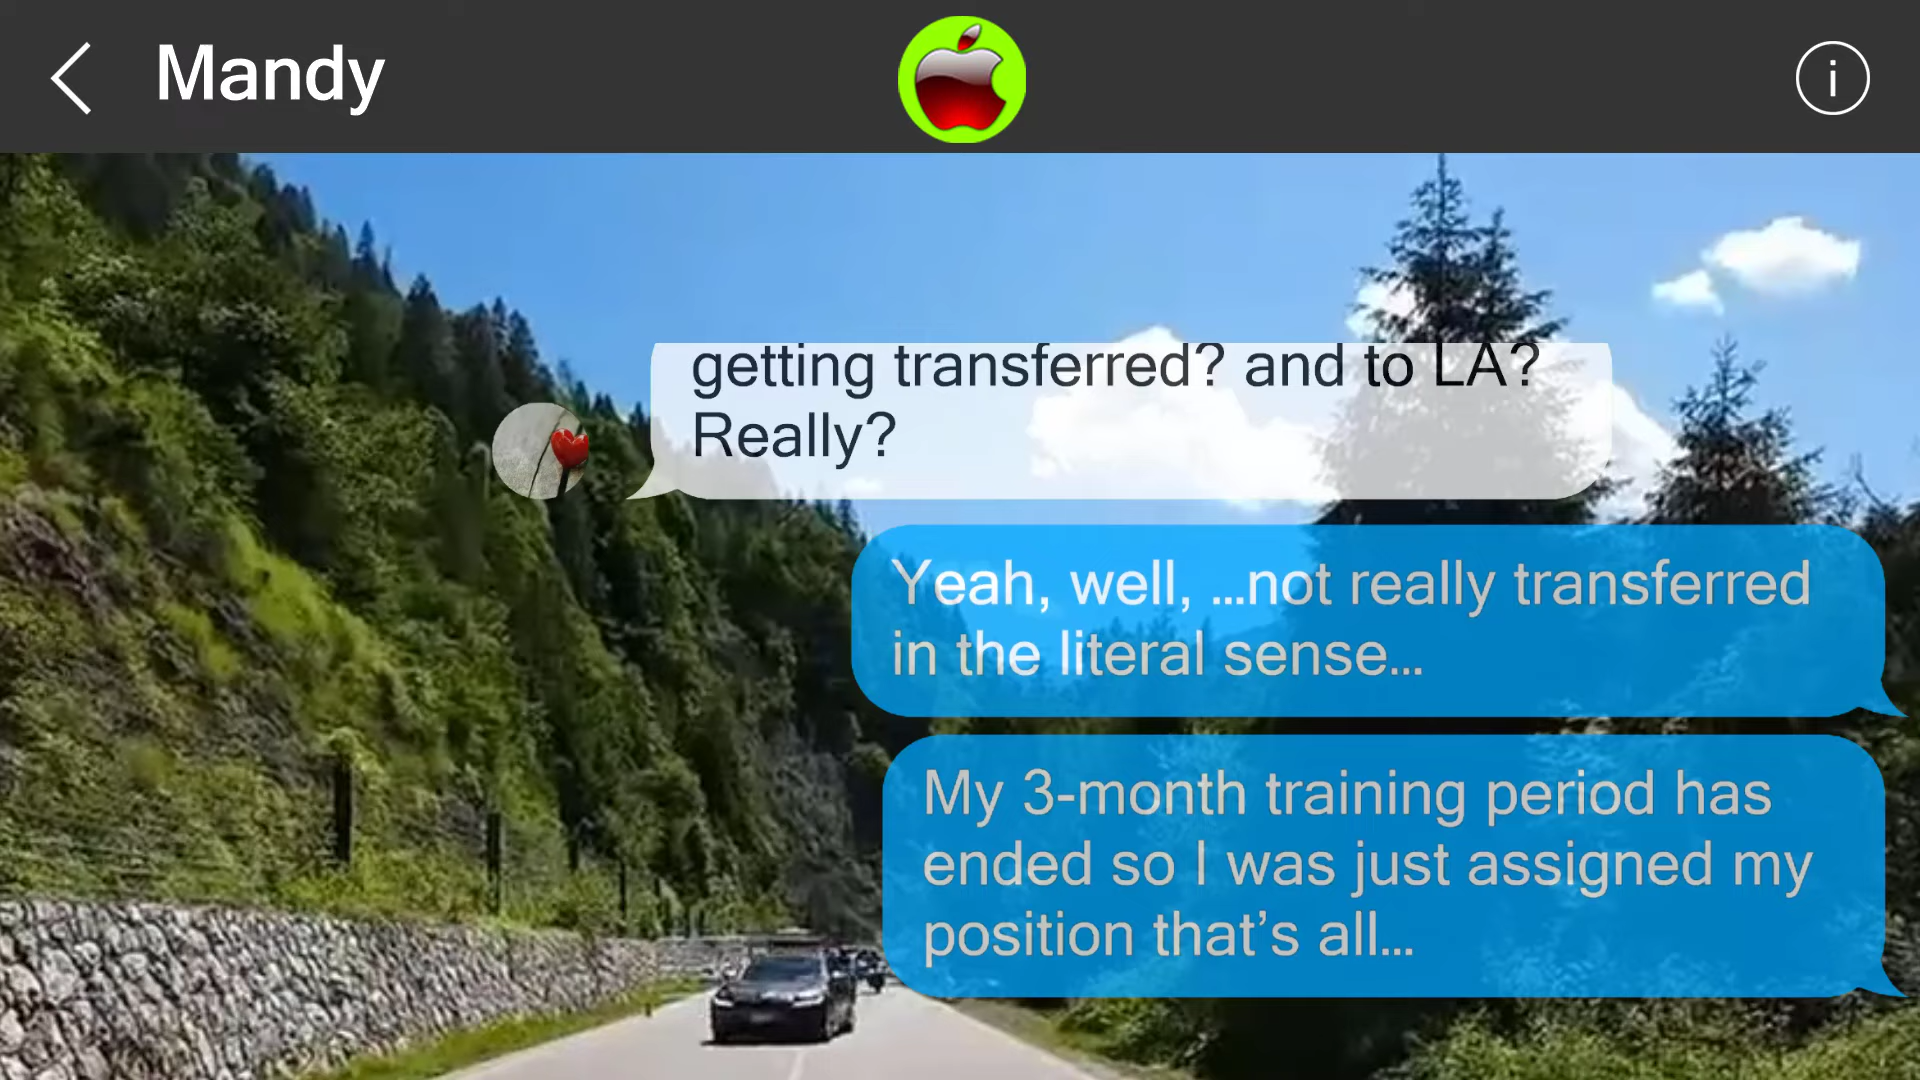 Mandy
i
getting transferred? and to LA?
Really?
Yeah, well, ...not really transferred
in the literal sense...
My 3-month training period has
ended so I was just assigned my
position that’s all...